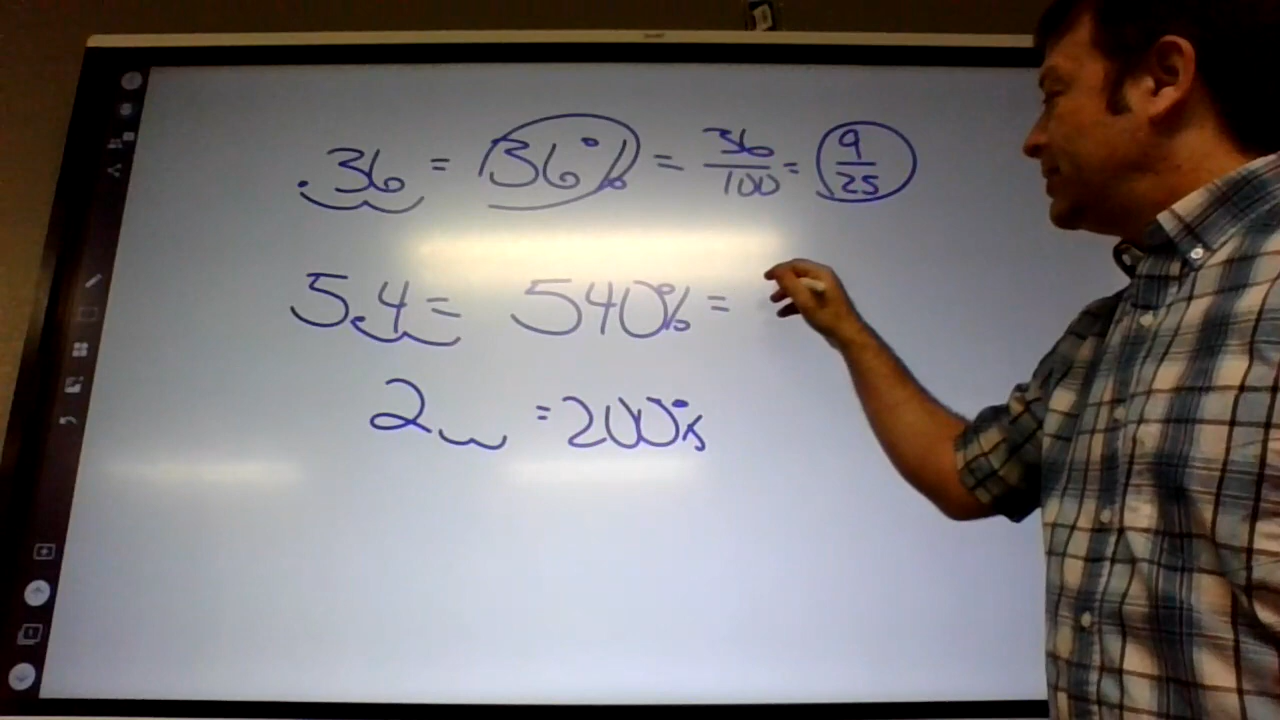 .36 = 36% = 36/100 = 9/25
5.4 = 540% =
2 = 200%